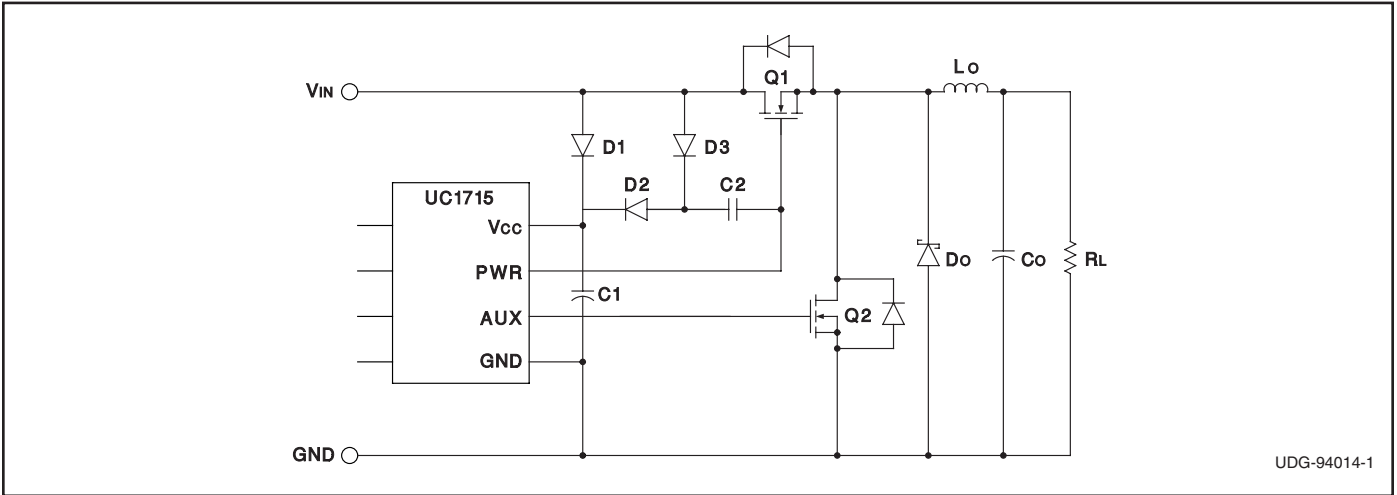 Lo
Q1
VIN
D1
D3
D2
C2
UC1715
Vcc
PWR
C1
AUX
Q2
Do
Co
RL
GND
GND
UDG-94014-1